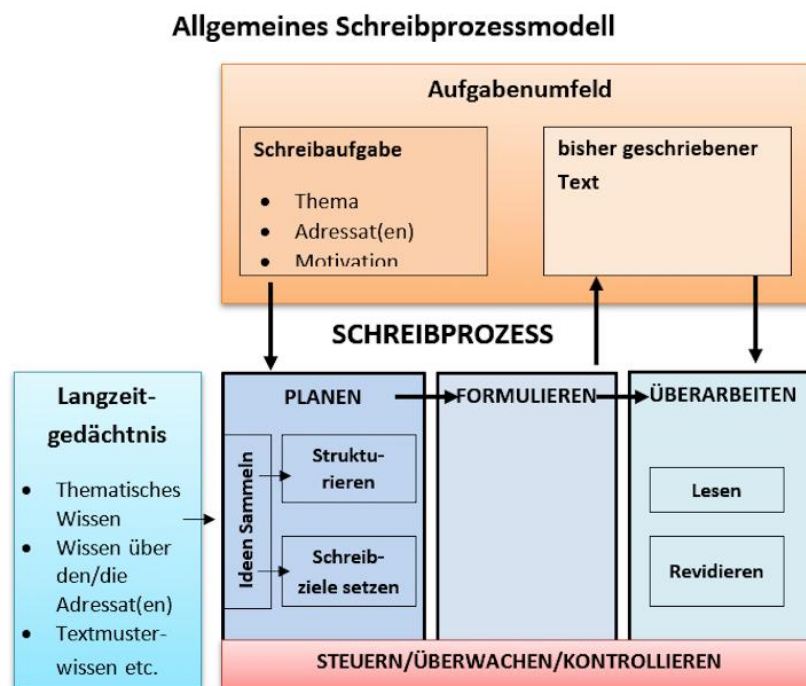 Allgemeines Schreibprozessmodell
Aufgabenumfeld
Schreibaufgabe
• Thema
• Adressat(en)
• Motivation
bisher geschriebener
Text
SCHREIBPROZESS
Langzeit-
gedächtnis
• Thematisches
Wissen
• Wissen über
den/die
Adressat(en)
• Textmuster-
wissen etc.
PLANEN
Ideen Sammeln
Struktu-
rieren
Schreib-
ziele setzen
FORMULIEREN
ÜBERARBEITEN
Lesen
Revidieren
STEUERN/ÜBERWACHEN/KONTROLLIEREN